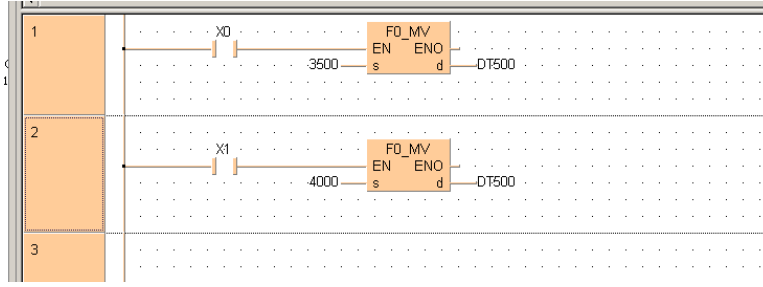 1
X0
F0_MV
EN ENO
3500 s d DT500
2
X1
F0_MV
EN ENO
4000 s d DT500
3